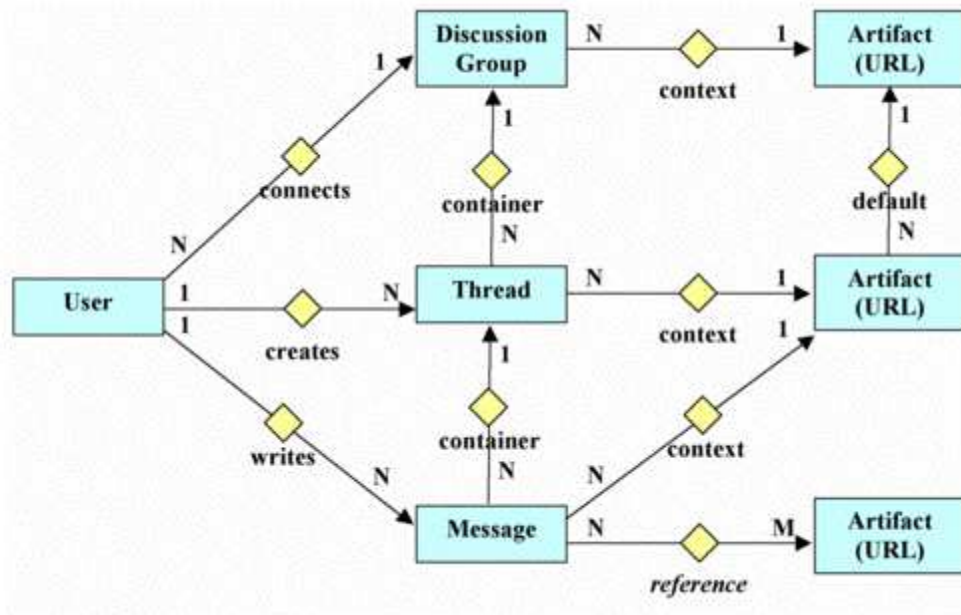 Discussion
Group
N
1
context
Artifact
(URL)
1
connects
N
1
container
N
1
default
N
User
1
N
creates
Thread
N
1
context
Artifact
(URL)
1
writes
N
1
container
N
1
context
N
Message
N
M
reference
Artifact
(URL)